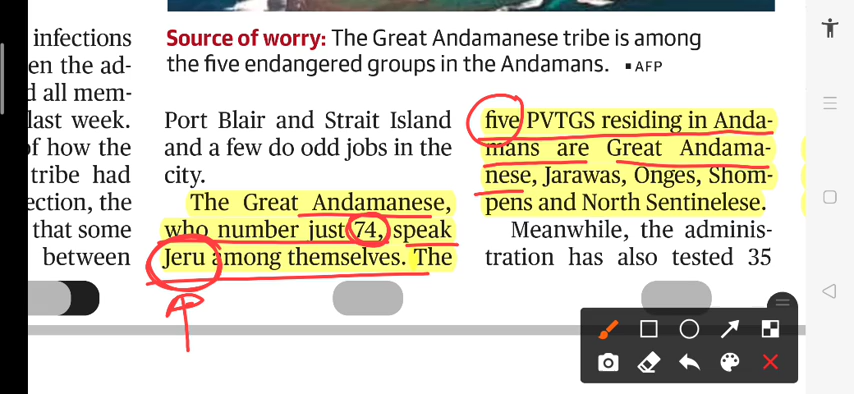 infections
en the ad-
d all mem-
last week.
of how the
tribe had
ection, the
that some
between
Source of worry: The Great Andamanese tribe is among
the five endangered groups in the Andamans. ▪ AFP
Port Blair and Strait Island
and a few do odd jobs in the
city.
The Great Andamanese,
who number just 74, speak
Jeru among themselves. The
five PVTGS residing in Anda-
mans are Great Andama-
nese, Jarawas, Onges, Shom-
pens and North Sentinelese.
Meanwhile, the adminis-
tration has also tested 35